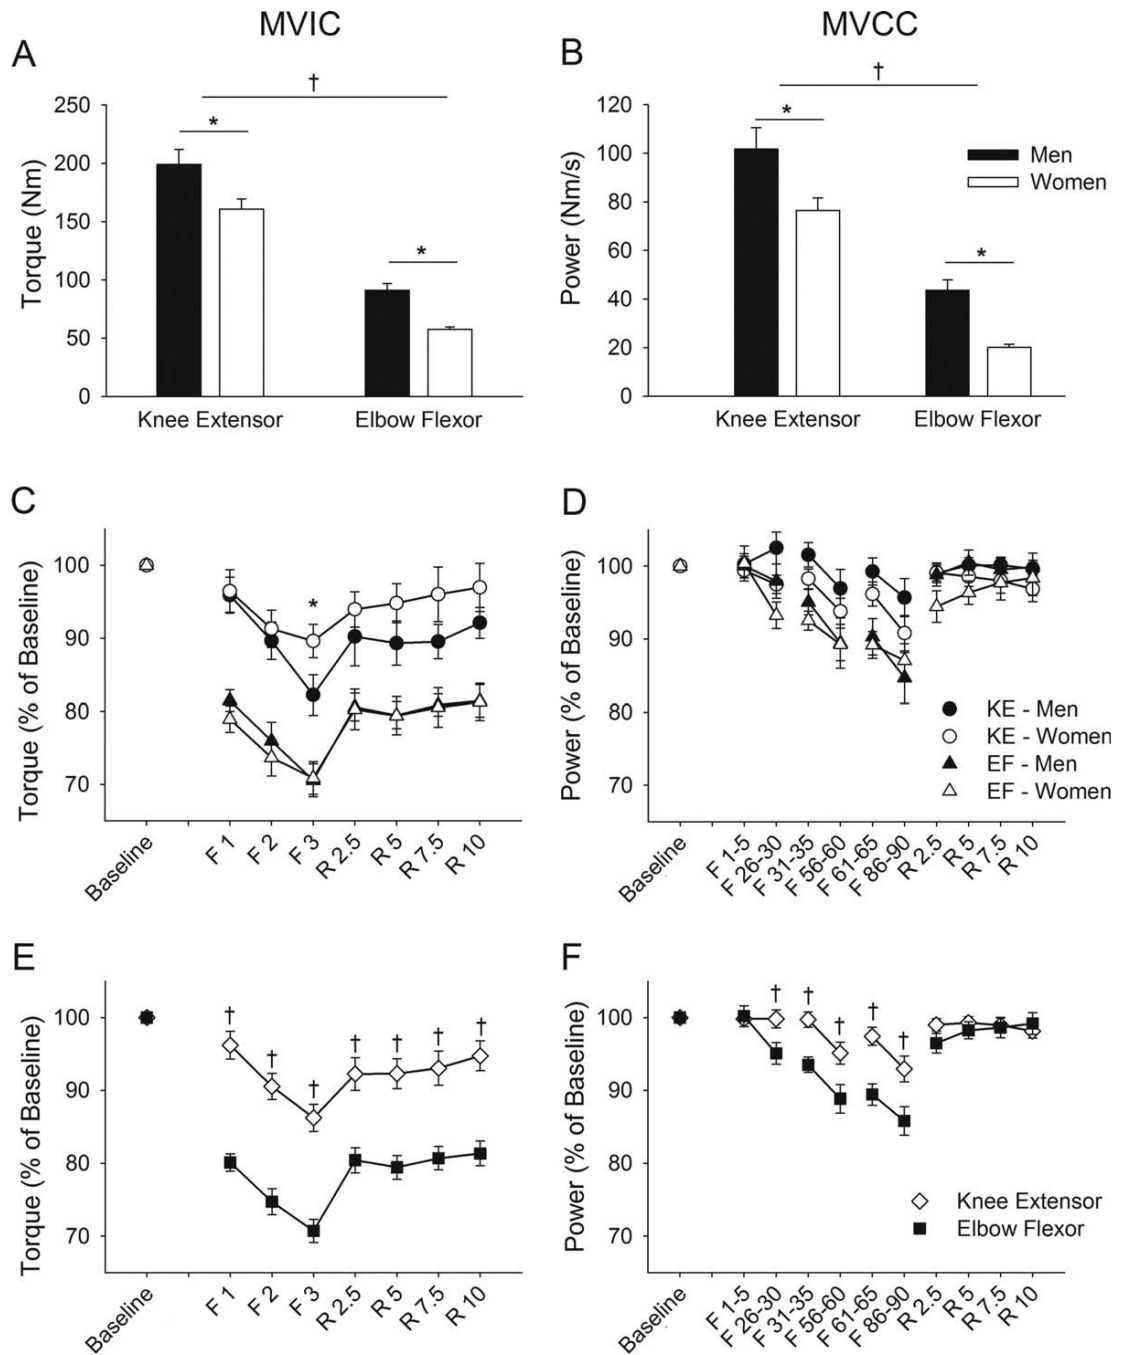 MVIC
MVCC
A
†
250
200
150
100
50
0
Torque (Nm)
*
*
Knee Extensor
Elbow Flexor
B
†
120
100
80
60
40
20
0
Power (Nm/s)
*
*
Men
Women
Knee Extensor
Elbow Flexor
C
100
90
80
70
Torque (% of Baseline)
*
Baseline
F 1
F 2
F 3
R 2.5
R 5
R 7.5
R 10
D
100
90
80
70
Power (% of Baseline)
KE - Men
KE - Women
EF - Men
EF - Women
Baseline
F 1-5
F 26-30
F 31-35
F 56-60
F 61-65
F 86-90
R 2.5
R 5
R 7.5
R 10
E
100
90
80
70
Torque (% of Baseline)
†
†
†
†
†
†
†
Baseline
F 1
F 2
F 3
R 2.5
R 5
R 7.5
R 10
F
100
90
80
70
Power (% of Baseline)
†
†
†
†
†
Knee Extensor
Elbow Flexor
Baseline
F 1-5
F 26-30
F 31-35
F 56-60
F 61-65
F 86-90
R 2.5
R 5
R 7.5
R 10